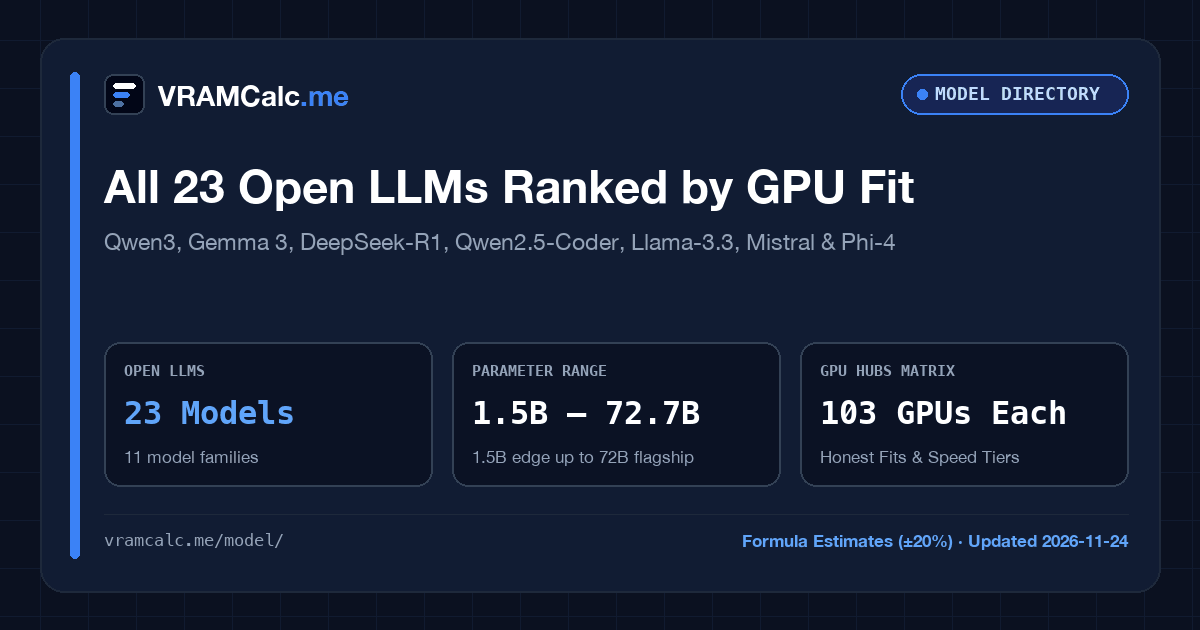 VRAMCalc.me
MODEL DIRECTORY
All 23 Open LLMs Ranked by GPU Fit
Qwen3, Gemma 3, DeepSeek-R1, Qwen2.5-Coder, Llama-3.3, Mistral & Phi-4
OPEN LLMS
23 Models
11 model families
PARAMETER RANGE
1.5B – 72.7B
1.5B edge up to 72B flagship
GPU HUBS MATRIX
103 GPUs Each
Honest Fits & Speed Tiers
vramcalc.me/model/
Formula Estimates (±20%) · Updated 2026-11-24